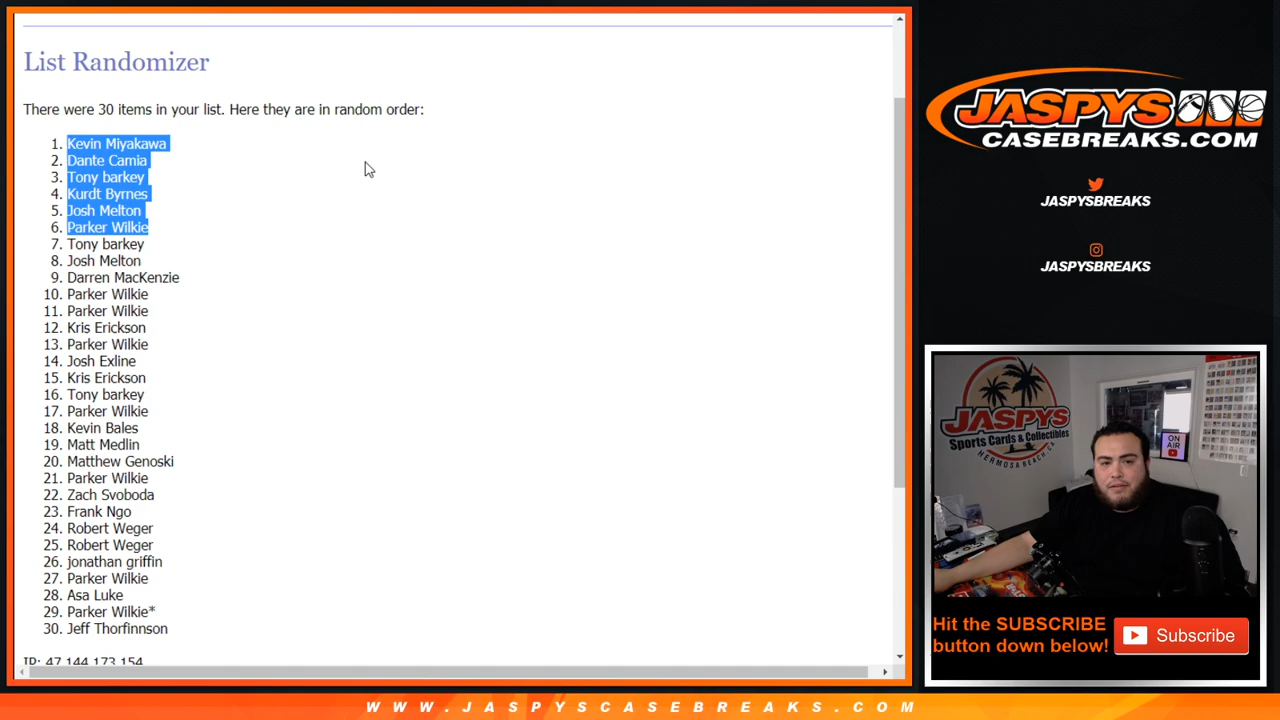 List Randomizer
There were 30 items in your list. Here they are in random order:
1. Kevin Miyakawa
2. Dante Camia
3. Tony barkey
4. Kurdt Byrnes
5. Josh Melton
6. Parker Wilkie
7. Tony barkey
8. Josh Melton
9. Darren MacKenzie
10. Parker Wilkie
11. Parker Wilkie
12. Kris Erickson
13. Parker Wilkie
14. Josh Exline
15. Kris Erickson
16. Tony barkey
17. Parker Wilkie
18. Kevin Bales
19. Matt Medlin
20. Matthew Genoski
21. Parker Wilkie
22. Zach Svoboda
23. Frank Ngo
24. Robert Weger
25. Robert Weger
26. jonathan griffin
27. Parker Wilkie
28. Asa Luke
29. Parker Wilkie*
30. Jeff Thorfinnson
IP: 47.144.173.154
JASPYS
CASEBREAKS.COM
JASPYSBREAKS
JASPYSBREAKS
JASPYS
Sports Cards & Collectibles
HERMOSA BEACH, CA
ON
AIR
Hit the SUBSCRIBE
button down below!
Subscribe
WWW.JASPYSCASEBREAKS.COM